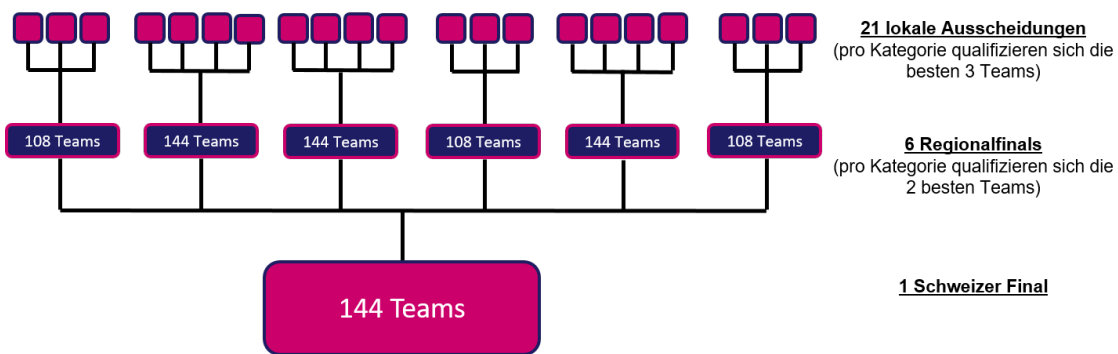 21 lokale Ausscheidungen
(pro Kategorie qualifizieren sich die
besten 3 Teams)
108 Teams
144 Teams
144 Teams
108 Teams
144 Teams
108 Teams
6 Regionalfinals
(pro Kategorie qualifizieren sich die
2 besten Teams)
144 Teams
1 Schweizer Final